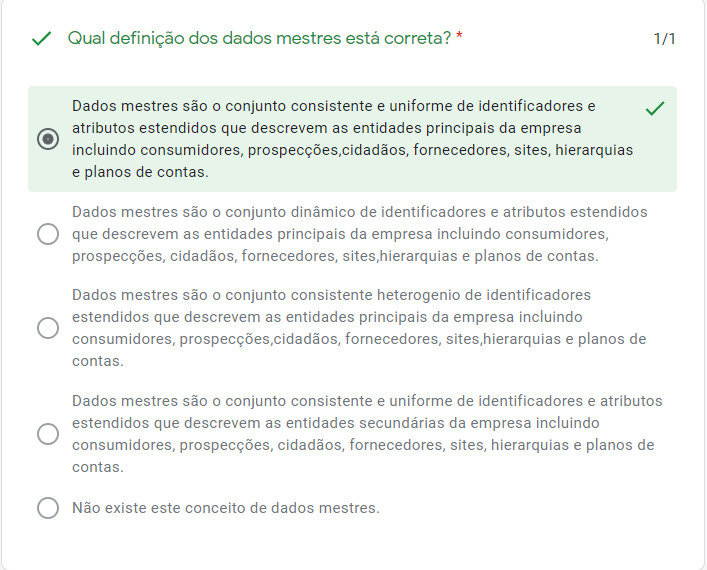 Qual definição dos dados mestres está correta? *
1/1
Dados mestres são o conjunto consistente e uniforme de identificadores e
atributos estendidos que descrevem as entidades principais da empresa
incluindo consumidores, prospecções,cidadãos, fornecedores, sites, hierarquias
e planos de contas.
Dados mestres são o conjunto dinâmico de identificadores e atributos estendidos
que descrevem as entidades principais da empresa incluindo consumidores,
prospecções, cidadãos, fornecedores, sites,hierarquias e planos de contas.
Dados mestres são o conjunto consistente heterogenio de identificadores
estendidos que descrevem as entidades principais da empresa incluindo
consumidores, prospecções,cidadãos, fornecedores, sites,hierarquias e planos de
contas.
Dados mestres são o conjunto consistente e uniforme de identificadores e atributos
estendidos que descrevem as entidades secundárias da empresa incluindo
consumidores, prospecções, cidadãos, fornecedores, sites, hierarquias e planos de
contas.
Não existe este conceito de dados mestres.